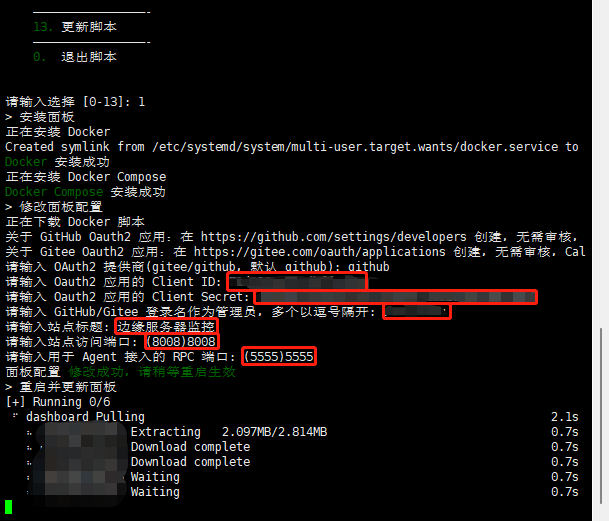 ————————————————-
13. 更新脚本
————————————————-
0.  退出脚本
请输入选择 [0-13]: 1
> 安装面板
正在安装 Docker
Created symlink from /etc/systemd/system/multi-user.target.wants/docker.service to
Docker 安装成功
正在安装 Docker Compose
Docker Compose 安装成功
> 修改面板配置
正在下载 Docker 脚本
关于 GitHub Oauth2 应用：在 https://github.com/settings/developers 创建，无需审核，
关于 Gitee Oauth2 应用：在 https://gitee.com/oauth/applications 创建，无需审核，Cal
请输入 OAuth2 提供商(gitee/github，默认 github): github
请输入 Oauth2 应用的 Client ID:
请输入 Oauth2 应用的 Client Secret:
请输入 GitHub/Gitee 登录名作为管理员，多个以逗号隔开:
请输入站点标题: 边缘服务器监控
请输入站点访问端口: (8008)8008
请输入用于 Agent 接入的 RPC 端口: (5555)5555
面板配置 修改成功，请稍等重启生效
> 重启并更新面板
[+] Running 0/6
dashboard Pulling 2.1s
Extracting 2.097MB/2.814MB 0.7s
Download complete 0.7s
Download complete 0.7s
Waiting 0.7s
Waiting 0.7s